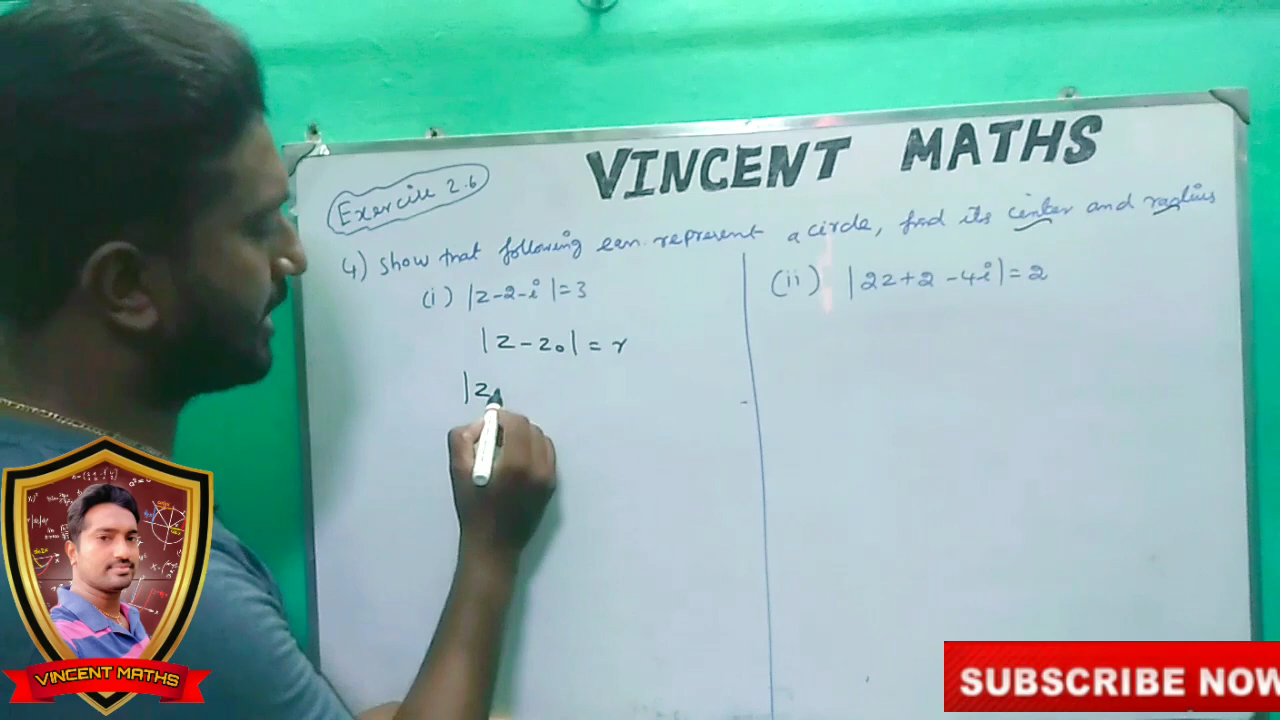 VINCENT MATHS
Exercise 2.6
4) Show that following eqn. represent a circle, find its center and radius
(i) |z-2-i|=3
|z-z₀| = r
|z
(ii) |2z+2-4i|=2
VINCENT MATHS
SUBSCRIBE NOW